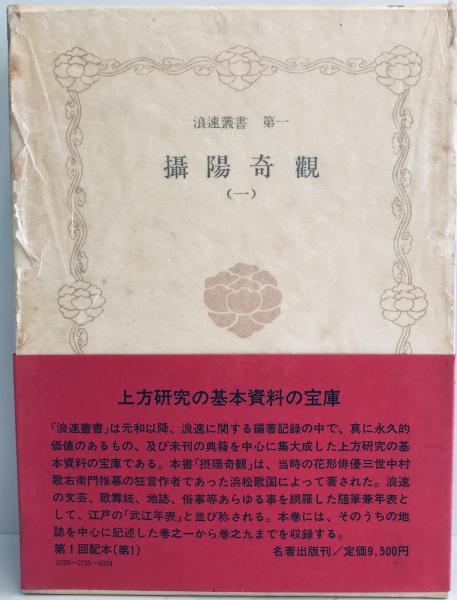 浪速叢書 第一
攝陽奇觀
(一)
上方研究の基本資料の宝庫
「浪速叢書」は元和以降、浪速に関する編著記録の中で、真に永久的
価値のあるもの、及び未刊の典籍を中心に集大成した上方研究の基
本資料の宝庫である。本書「摂陽奇観」は、当時の花形俳優三世中村
歌右衛門帷幕の狂言作者であった浜松歌国によって著された。浪速
の文芸、歌舞伎、地誌、俗事等あらゆる事を網羅した随筆兼年表と
して、江戸の「武江年表」と並び称される。本巻には、そのうちの地
誌を中心に記述した巻之一から巻之九までを収録する。
第1回配本(第1) 名著出版刊/定価9,500円
3320-0735-8324